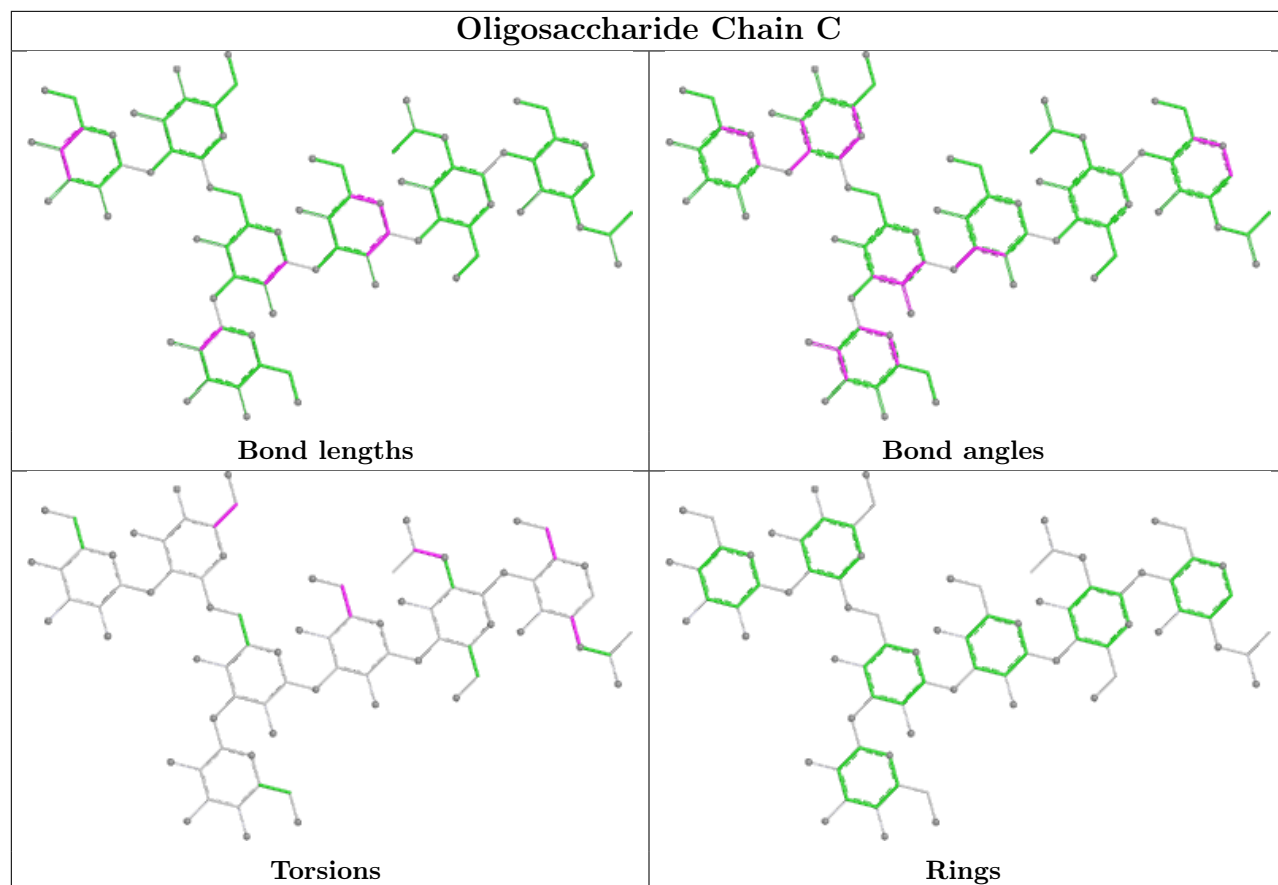 Oligosaccharide Chain C
Bond lengths
Bond angles
Torsions
Rings